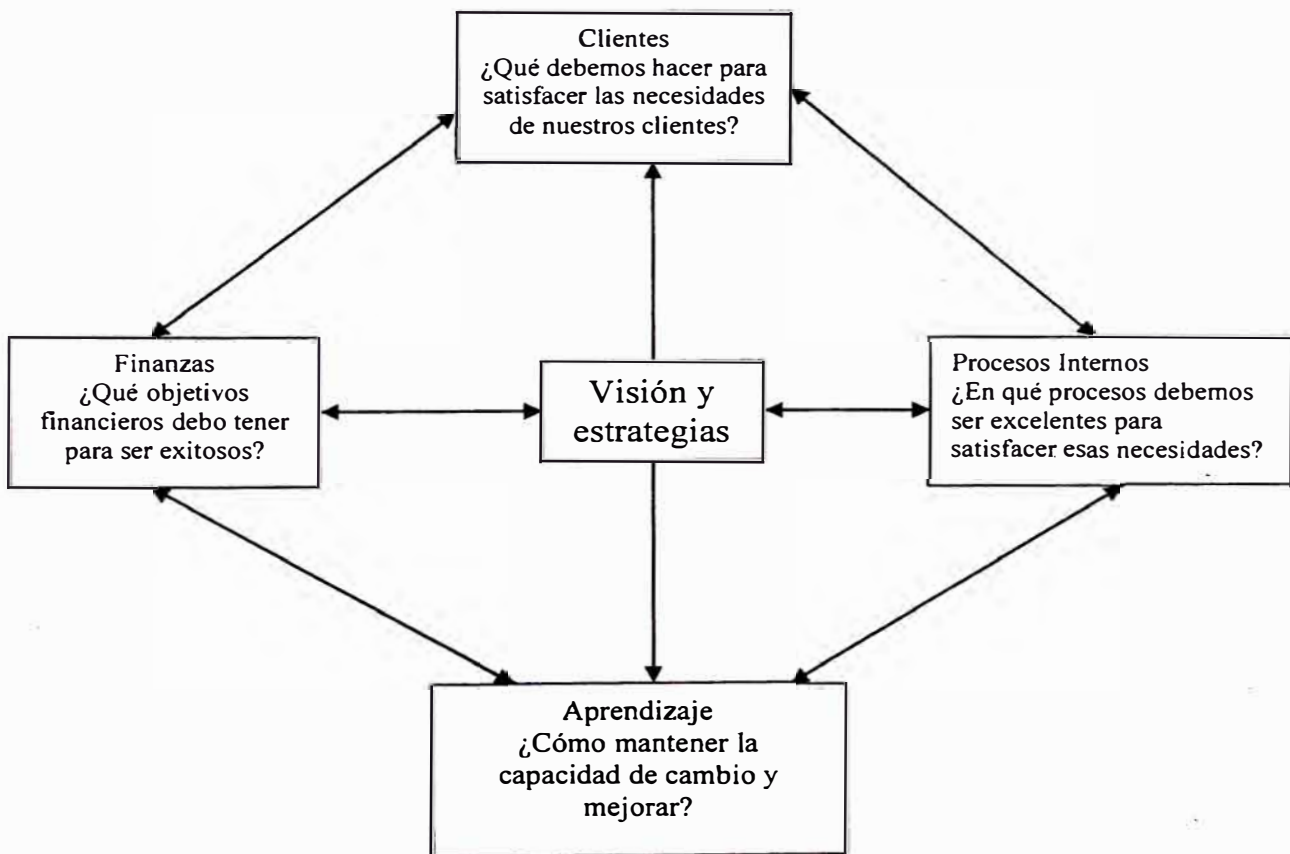 Clientes
¿Qué debemos hacer para
satisfacer las necesidades
de nuestros clientes?
Finanzas
¿Qué objetivos
financieros debo tener
para ser exitosos?
Visión y
estrategias
Procesos Internos
¿En qué procesos debemos
ser excelentes para
satisfacer esas necesidades?
Aprendizaje
¿Cómo mantener la
capacidad de cambio y
mejorar?